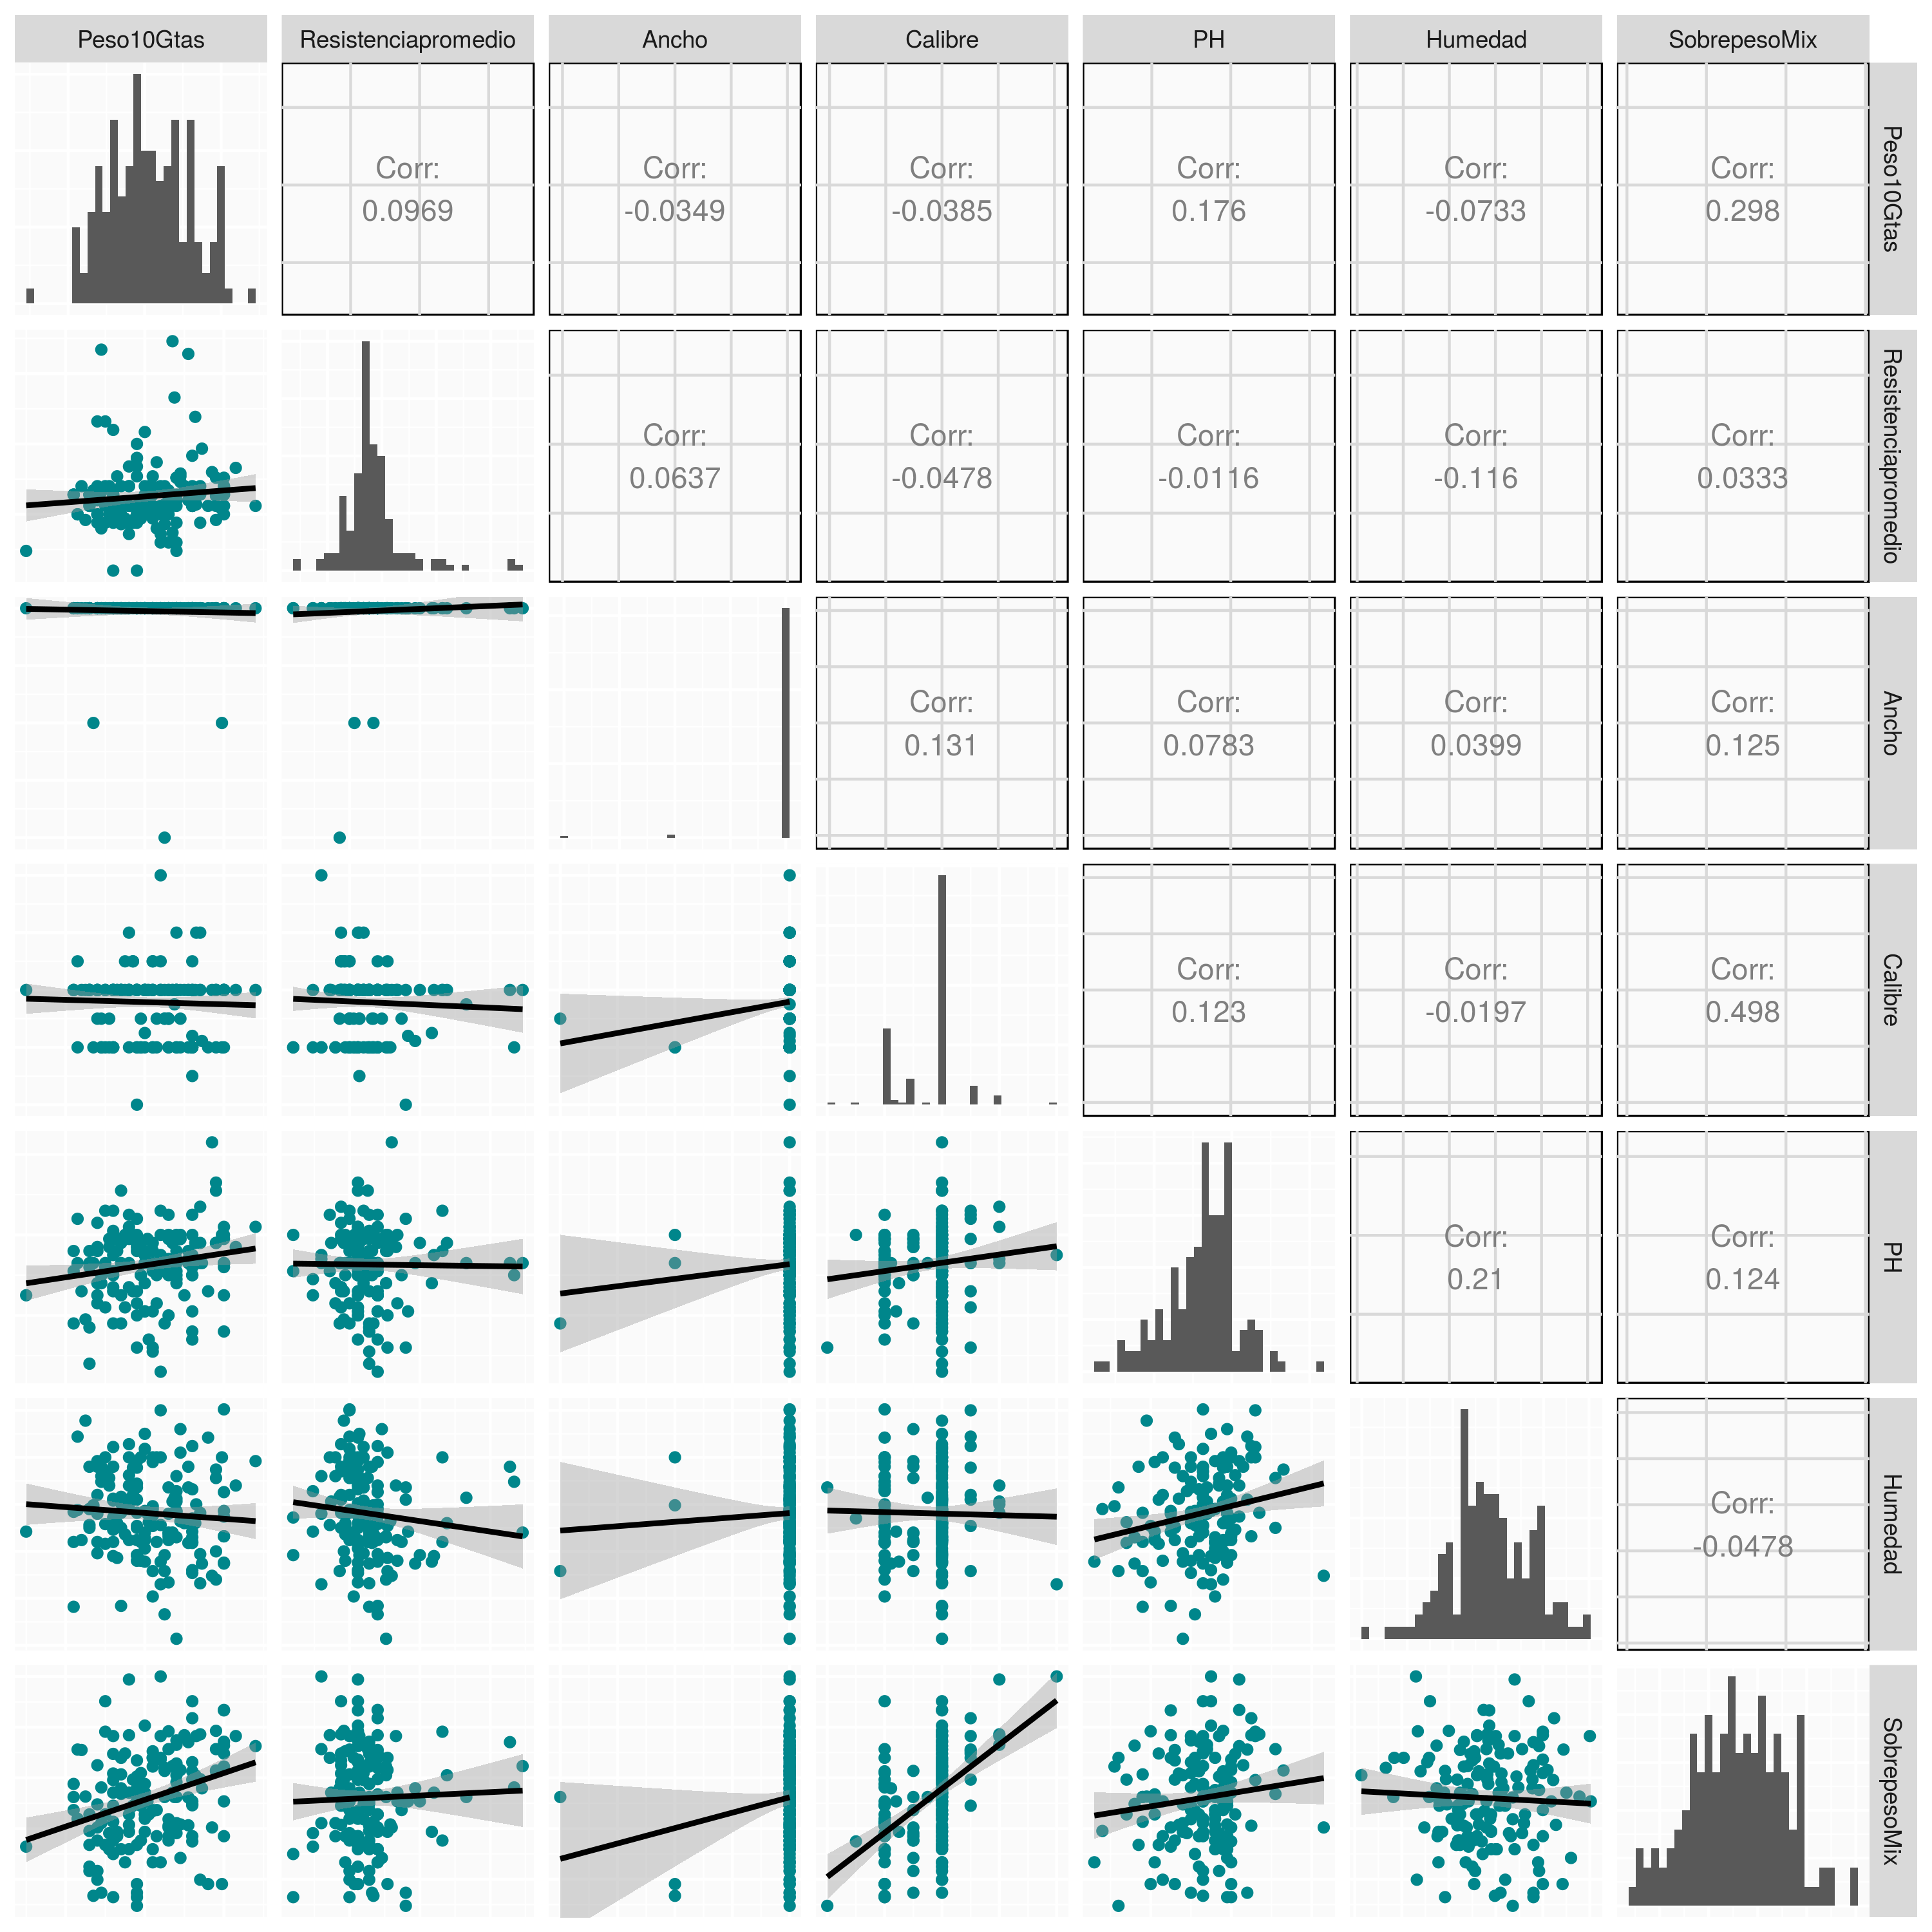 Peso10Gtas Resistenciapromedio Ancho Calibre PH Humedad SobrepesoMix
Corr: Corr: Corr: Corr: Corr: Corr:
0.0969 -0.0349 -0.0385 0.176 -0.0733 0.298
Peso10Gtas
Corr: Corr: Corr: Corr: Corr:
0.0637 -0.0478 -0.0116 -0.116 0.0333
Resistenciapromedio
Corr: Corr: Corr: Corr:
0.131 0.0783 0.0399 0.125
Ancho
Corr: Corr: Corr:
0.123 -0.0197 0.498
Calibre
Corr: Corr:
0.21 0.124
PH
Corr:
-0.0478
Humedad
SobrepesoMix